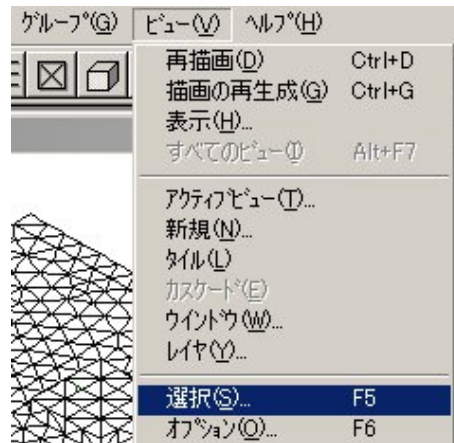 ｸﾞﾙｰﾌﾟ(G) ﾋﾞｭｰ(V) ﾍﾙﾌﾟ(H)
再描画(D) Ctrl+D
描画の再生成(G) Ctrl+G
表示(H)...
すべてのﾋﾞｭｰ(I) Alt+F7
ｱｸﾃｨﾌﾞﾋﾞｭｰ(T)...
新規(N)...
ﾀｲﾙ(L)
ｶｽｹｰﾄﾞ(E)
ｳｲﾝﾄﾞｳ(W)...
ﾚｲﾔ(Y)...
選択(S)... F5
ｵﾌﾟｼｮﾝ(O)... F6